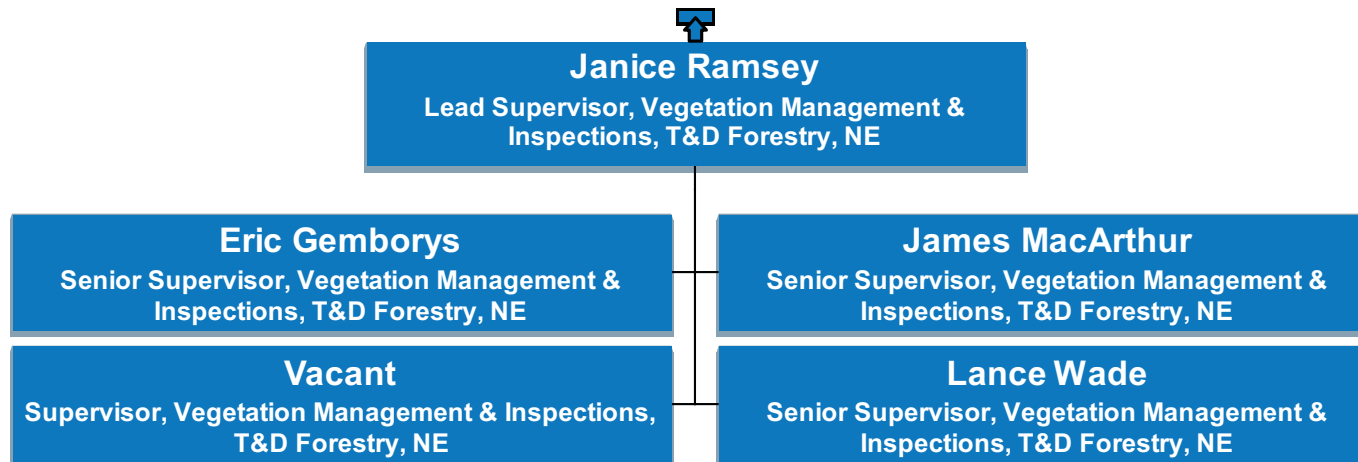 Janice Ramsey
Lead Supervisor, Vegetation Management &
Inspections, T&D Forestry, NE
Eric Gemborys
Senior Supervisor, Vegetation Management &
Inspections, T&D Forestry, NE
James MacArthur
Senior Supervisor, Vegetation Management &
Inspections, T&D Forestry, NE
Vacant
Supervisor, Vegetation Management & Inspections,
T&D Forestry, NE
Lance Wade
Senior Supervisor, Vegetation Management &
Inspections, T&D Forestry, NE